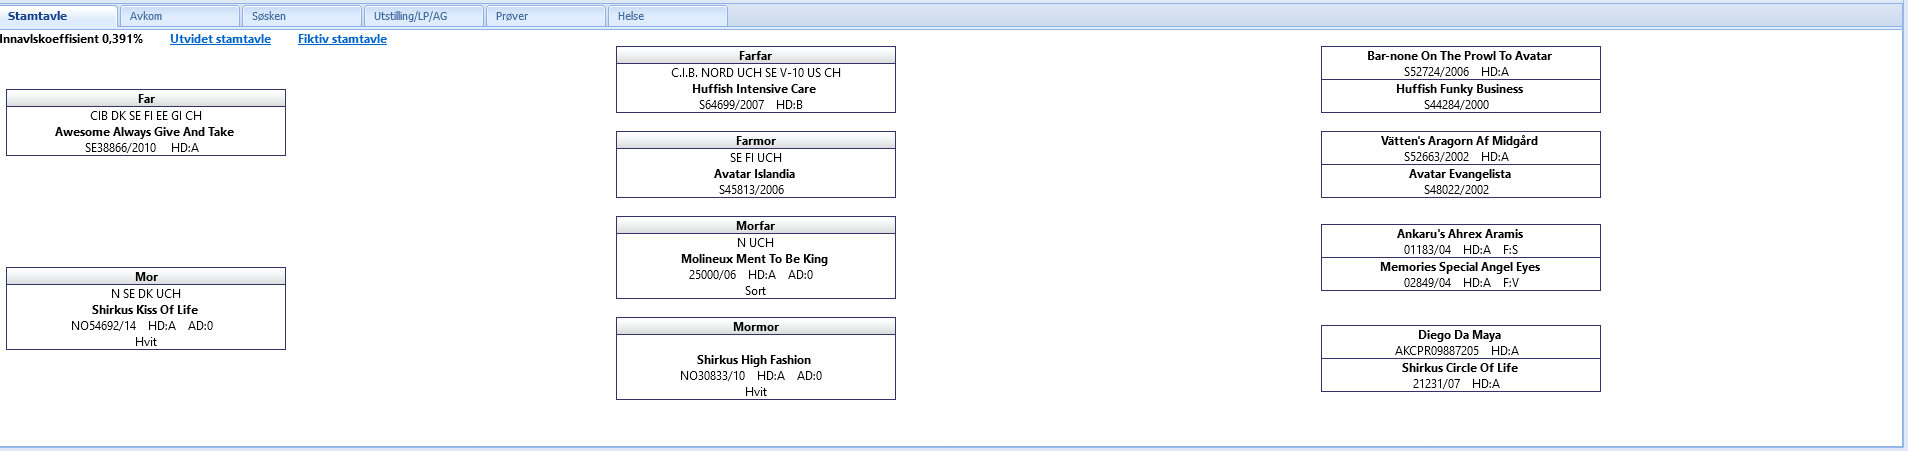 Stamtavle
Avkom
Søsken
Utstilling/LP/AG
Prøver
Helse
Innavlskoeffisient 0,391%
Utvidet stamtavle
Fiktiv stamtavle
Far
CIB DK SE FI EE GI CH
Awesome Always Give And Take
SE38866/2010 HD:A
Mor
N SE DK UCH
Shirkus Kiss Of Life
NO54692/14 HD:A AD:0
Hvit
Farfar
C.I.B. NORD UCH SE V-10 US CH
Huffish Intensive Care
S64699/2007 HD:B
Farmor
SE FI UCH
Avatar Islandia
S45813/2006
Morfar
N UCH
Molineux Ment To Be King
25000/06 HD:A AD:0
Sort
Mormor
Shirkus High Fashion
NO30833/10 HD:A AD:0
Hvit
Bar-none On The Prowl To Avatar
S52724/2006 HD:A
Huffish Funky Business
S44284/2000
Vätten's Aragorn Af Midgård
S52663/2002 HD:A
Avatar Evangelista
S48022/2002
Ankaru's Ahrex Aramis
01183/04 HD:A F:S
Memories Special Angel Eyes
02849/04 HD:A F:V
Diego Da Maya
AKCPR09887205 HD:A
Shirkus Circle Of Life
21231/07 HD:A